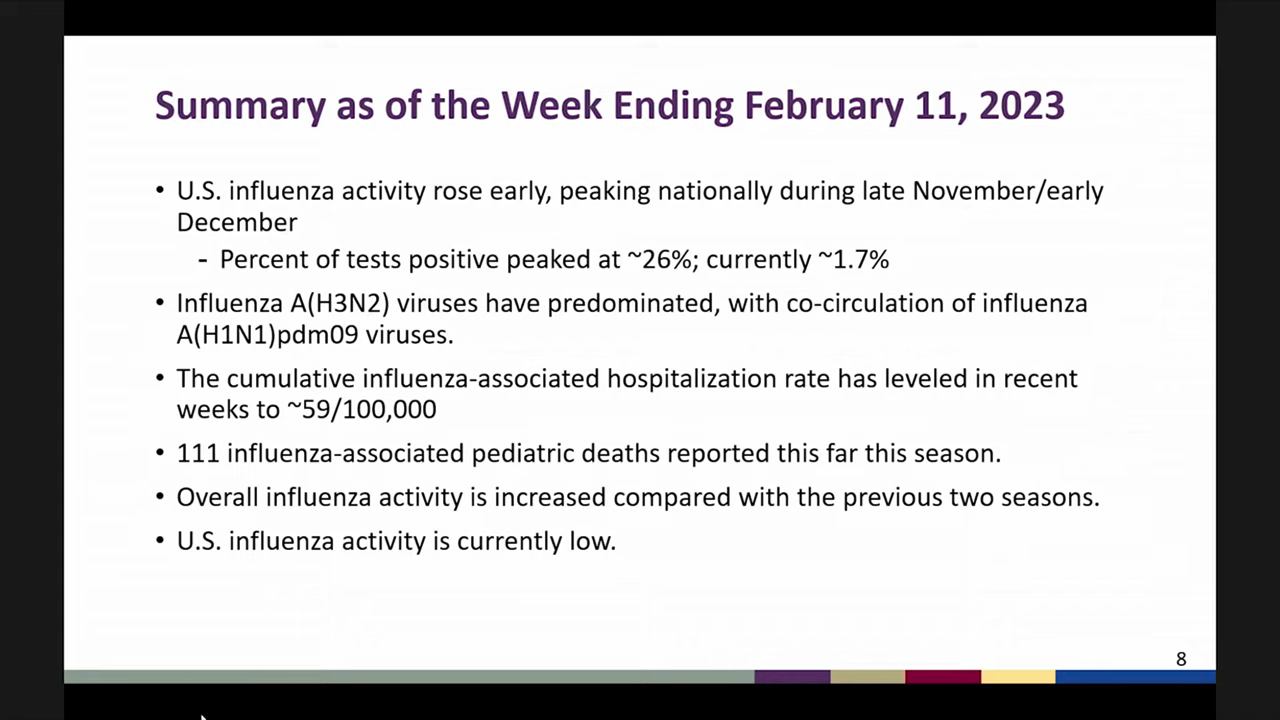 Summary as of the Week Ending February 11, 2023
• U.S. influenza activity rose early, peaking nationally during late November/early
December
- Percent of tests positive peaked at ~26%; currently ~1.7%
• Influenza A(H3N2) viruses have predominated, with co-circulation of influenza
A(H1N1)pdm09 viruses.
• The cumulative influenza-associated hospitalization rate has leveled in recent
weeks to ~59/100,000
• 111 influenza-associated pediatric deaths reported this far this season.
• Overall influenza activity is increased compared with the previous two seasons.
• U.S. influenza activity is currently low.
8